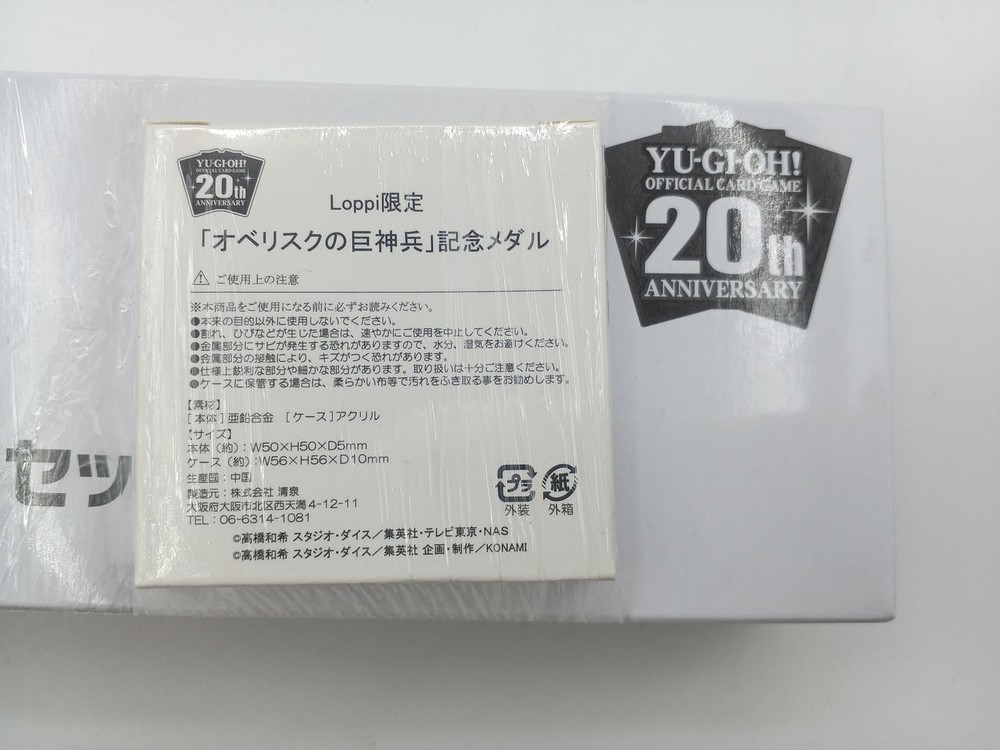 YU-GI-OH!
OFFICIAL CARD GAME
20th
ANNIVERSARY
Loppi限定
「オベリスクの巨神兵」記念メダル
⚠ ご使用上の注意
※本商品をご使用になる前に必ずお読みください。
●本来の目的以外に使用しないでください。
●割れ、ひびなどが生じた場合は、速やかにご使用を中止してください。
●金属部分にサビが発生する恐れがありますので、水分、湿気をお避けください。
●金属部分の接触により、キズがつく恐れがあります。
●仕様上鋭利な部分や細かな部分があります。取り扱いは十分ご注意ください。
●ケースに保管する場合は、柔らかい布等で汚れをふき取る事をお勧めします。
【素材】
[本体]亜鉛合金 [ケース]アクリル
【サイズ】
本体（約）：W50×H50×D5mm
ケース（約）：W56×H56×D10mm
生産国：中国
製造元：株式会社 清泉
大阪府大阪市北区西天満4-12-11
TEL：06-6314-1081
プラ 紙
外装 外箱
©高橋和希 スタジオ・ダイス／集英社・テレビ東京・NAS
©高橋和希 スタジオ・ダイス／集英社 企画・制作／KONAMI
YU-GI-OH!
OFFICIAL CARD GAME
20th
ANNIVERSARY
セッ